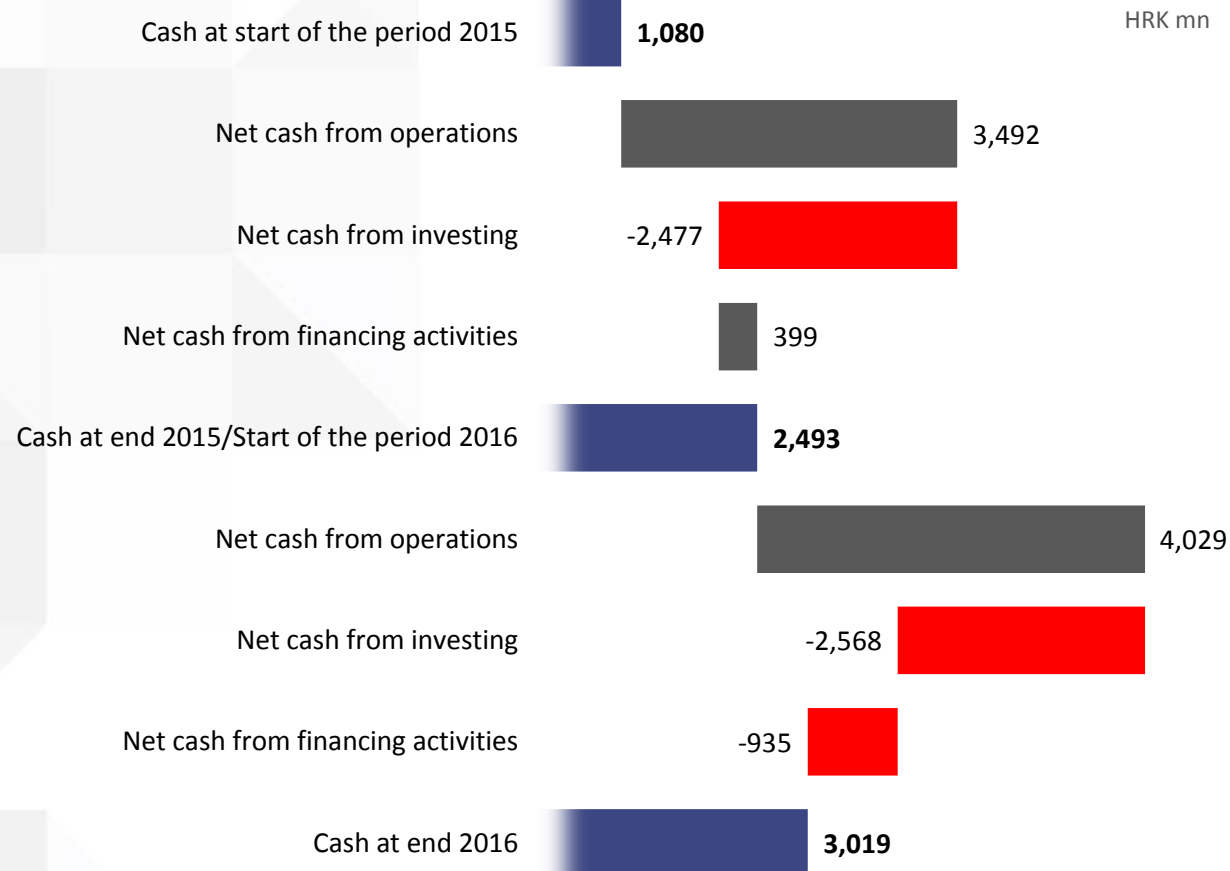 HRK mn
Cash at start of the period 2015 1,080
Net cash from operations 3,492
Net cash from investing -2,477
Net cash from financing activities 399
Cash at end 2015/Start of the period 2016 2,493
Net cash from operations 4,029
Net cash from investing -2,568
Net cash from financing activities -935
Cash at end 2016 3,019